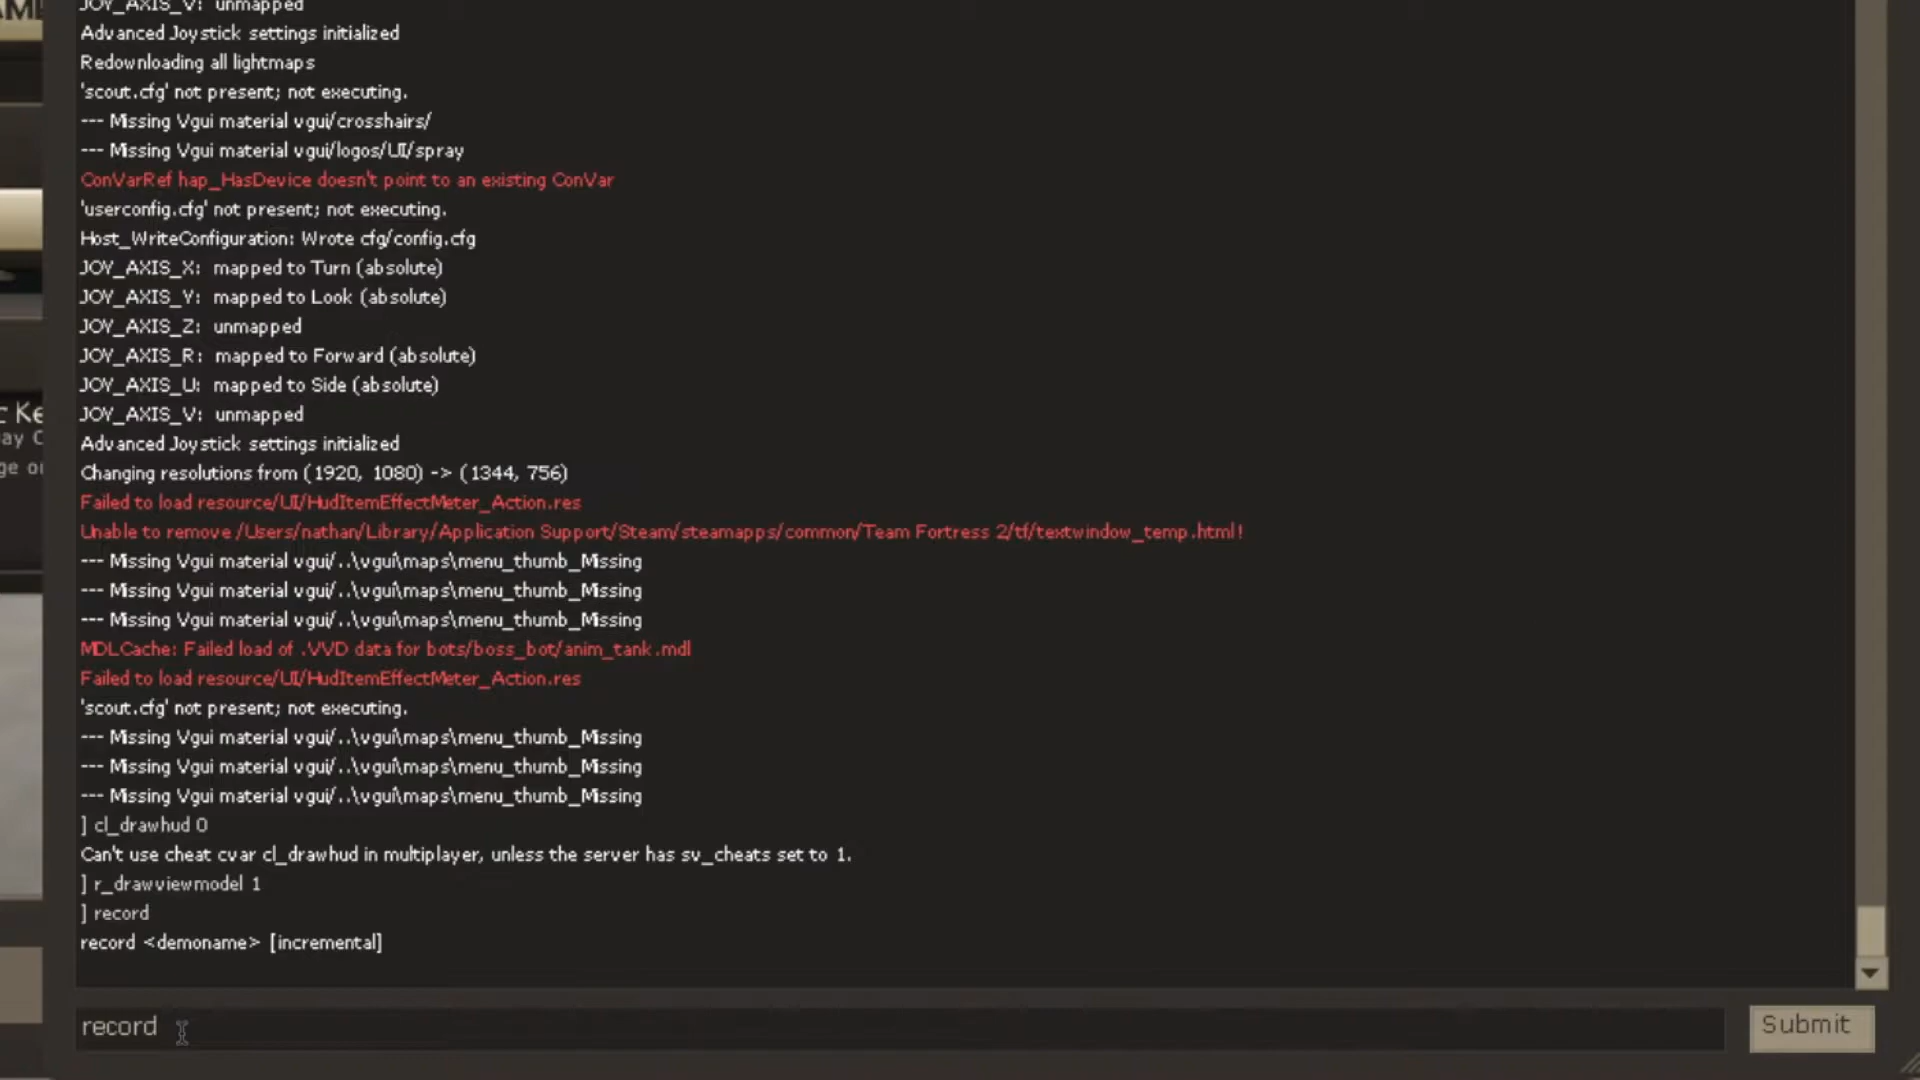 JOY_AXIS_V: unmapped
Advanced Joystick settings initialized
Redownloading all lightmaps
'scout.cfg' not present; not executing.
--- Missing Vgui material vgui/crosshairs/
--- Missing Vgui material vgui/logos/UI/spray
ConVarRef hap_HasDevice doesn't point to an existing ConVar
'userconfig.cfg' not present; not executing.
Host_WriteConfiguration: Wrote cfg/config.cfg
JOY_AXIS_X: mapped to Turn (absolute)
JOY_AXIS_Y: mapped to Look (absolute)
JOY_AXIS_Z: unmapped
JOY_AXIS_R: mapped to Forward (absolute)
JOY_AXIS_U: mapped to Side (absolute)
JOY_AXIS_V: unmapped
Advanced Joystick settings initialized
Changing resolutions from (1920, 1080) -> (1344, 756)
Failed to load resource/UI/HudItemEffectMeter_Action.res
Unable to remove /Users/nathan/Library/Application Support/Steam/steamapps/common/Team Fortress 2/tf/textwindow_temp.html!
--- Missing Vgui material vgui/..\vgui\maps\menu_thumb_Missing
--- Missing Vgui material vgui/..\vgui\maps\menu_thumb_Missing
--- Missing Vgui material vgui/..\vgui\maps\menu_thumb_Missing
MDLCache: Failed load of .VVD data for bots/boss_bot/anim_tank.mdl
Failed to load resource/UI/HudItemEffectMeter_Action.res
'scout.cfg' not present; not executing.
--- Missing Vgui material vgui/..\vgui\maps\menu_thumb_Missing
--- Missing Vgui material vgui/..\vgui\maps\menu_thumb_Missing
--- Missing Vgui material vgui/..\vgui\maps\menu_thumb_Missing
] cl_drawhud 0
Can't use cheat cvar cl_drawhud in multiplayer, unless the server has sv_cheats set to 1.
] r_drawviewmodel 1
] record
record <demoname> [incremental]
record
Submit